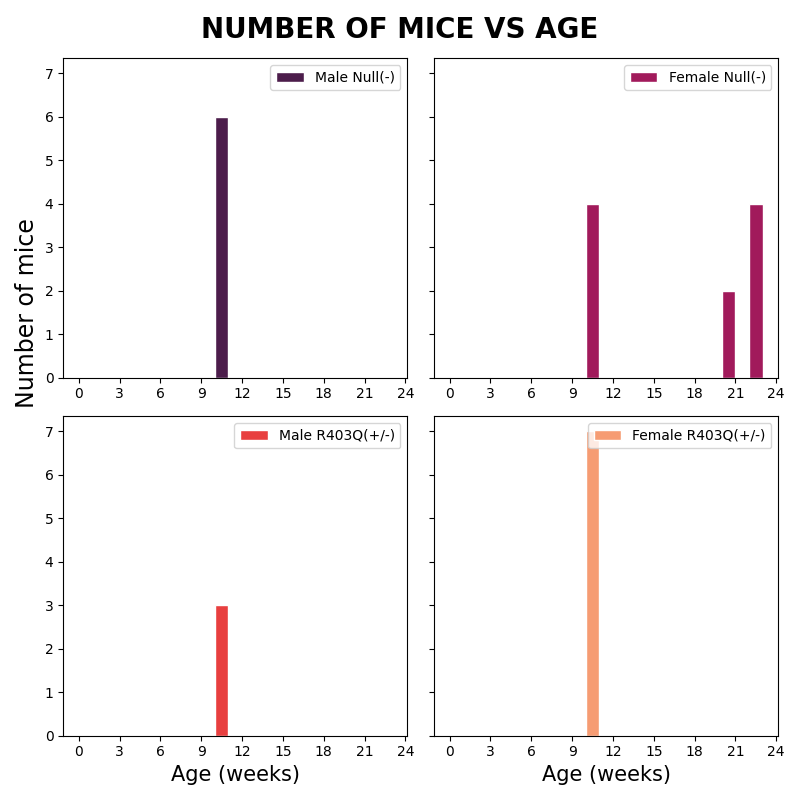 NUMBER OF MICE VS AGE
Number of mice
7
6
5
4
3
2
1
0
Male Null(-)
0 3 6 9 12 15 18 21 24
Female Null(-)
0 3 6 9 12 15 18 21 24
7
6
5
4
3
2
1
0
Male R403Q(+/-)
0 3 6 9 12 15 18 21 24
Age (weeks)
Female R403Q(+/-)
0 3 6 9 12 15 18 21 24
Age (weeks)